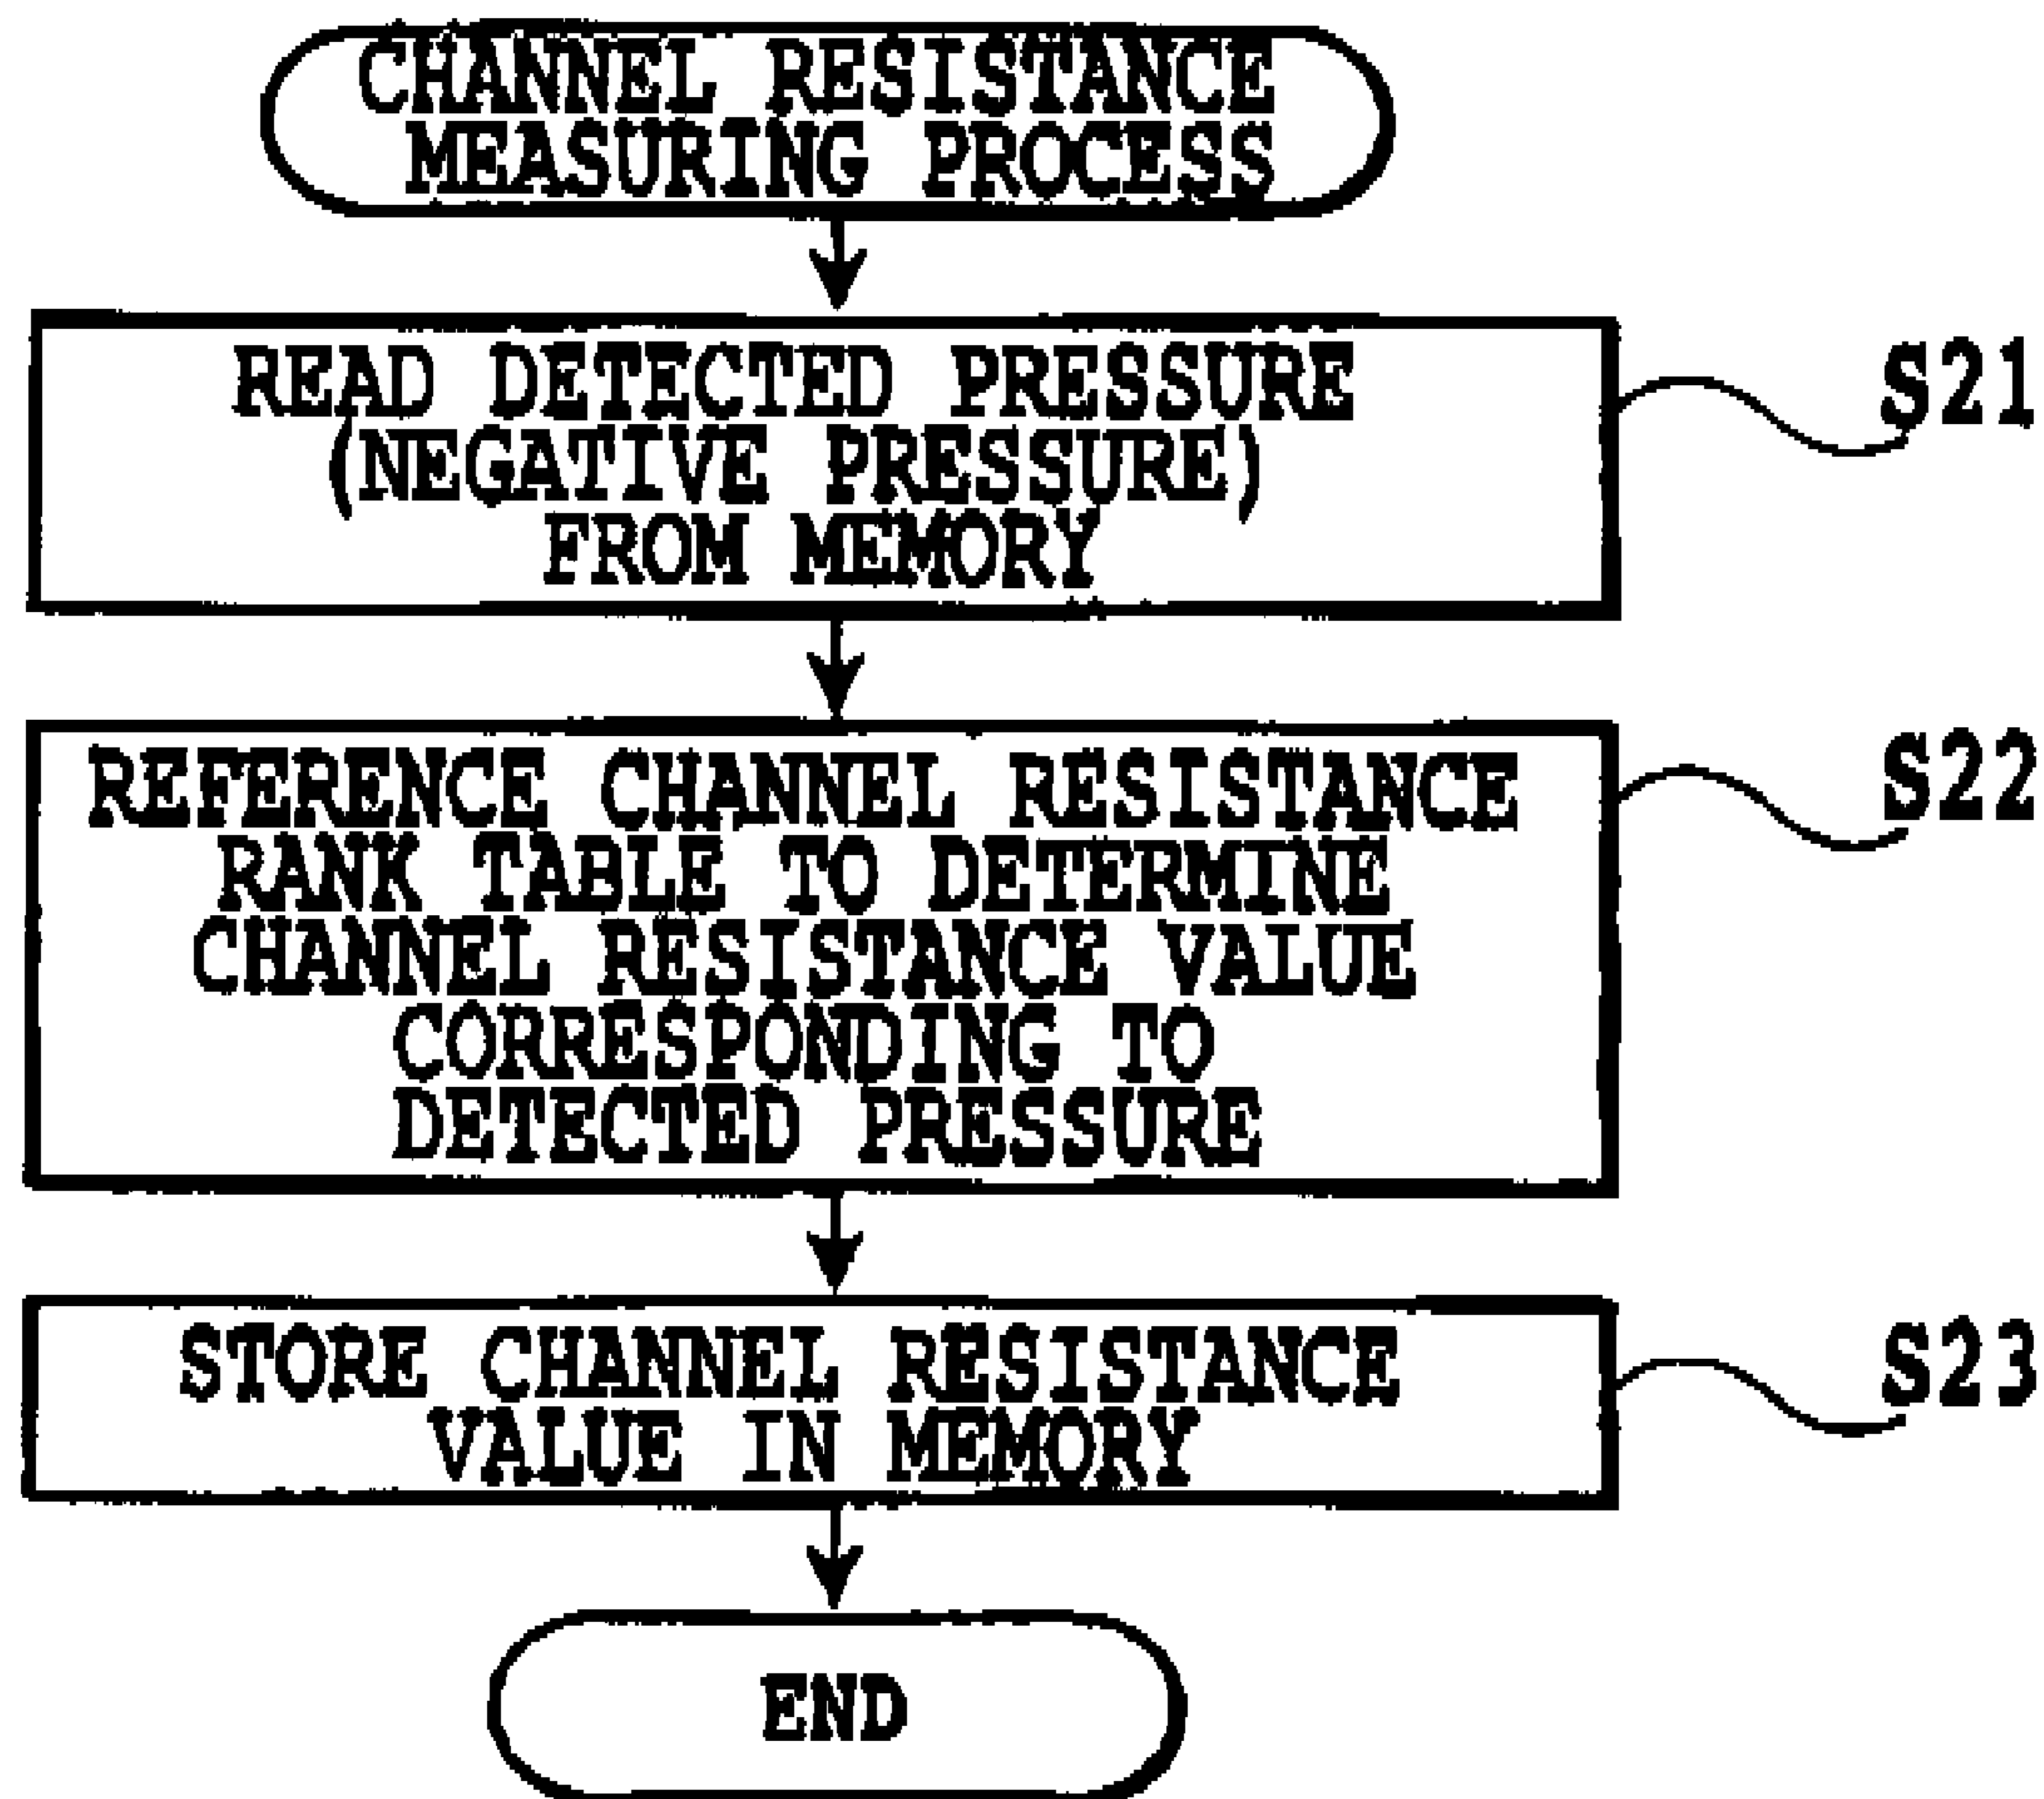 CHANNEL RESISTANCE
MEASURING PROCESS
READ DETECTED PRESSURE
(NEGATIVE PRESSURE)
FROM MEMORY
S21
REFERENCE CHANNEL RESISTANCE
RANK TABLE TO DETERMINE
CHANNEL RESISTANCE VALUE
CORRESPONDING TO
DETECTED PRESSURE
S22
STORE CHANNEL RESISTANCE
VALUE IN MEMORY
S23
END